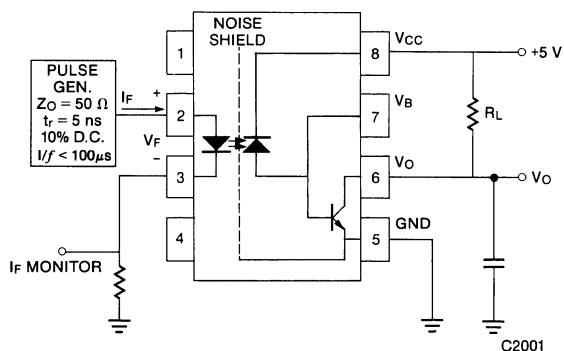 NOISE
SHIELD
PULSE
GEN.
ZO = 50 Ω
tr = 5 ns
10% D.C.
I/f < 100μs
IF
+
VF
−
1
2
3
4
8
7
6
5
VCC
VB
VO
GND
+5 V
RL
VO
IF MONITOR
C2001